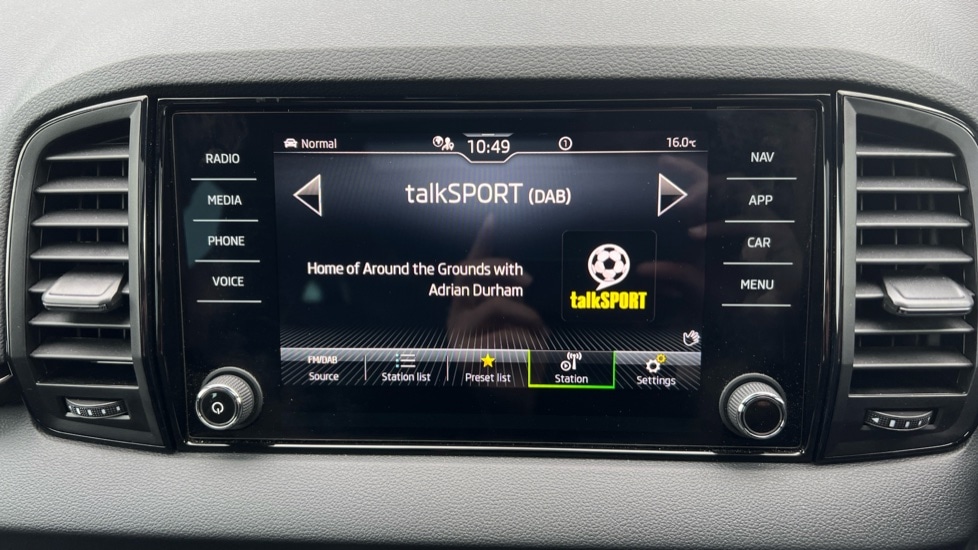 RADIO
MEDIA
PHONE
VOICE
Normal
10:49
1
16.0°C
talkSPORT (DAB)
Home of Around the Grounds with
Adrian Durham
talkSPORT
FM/DAB
Source
Station list
Preset list
Station
Settings
NAV
APP
CAR
MENU